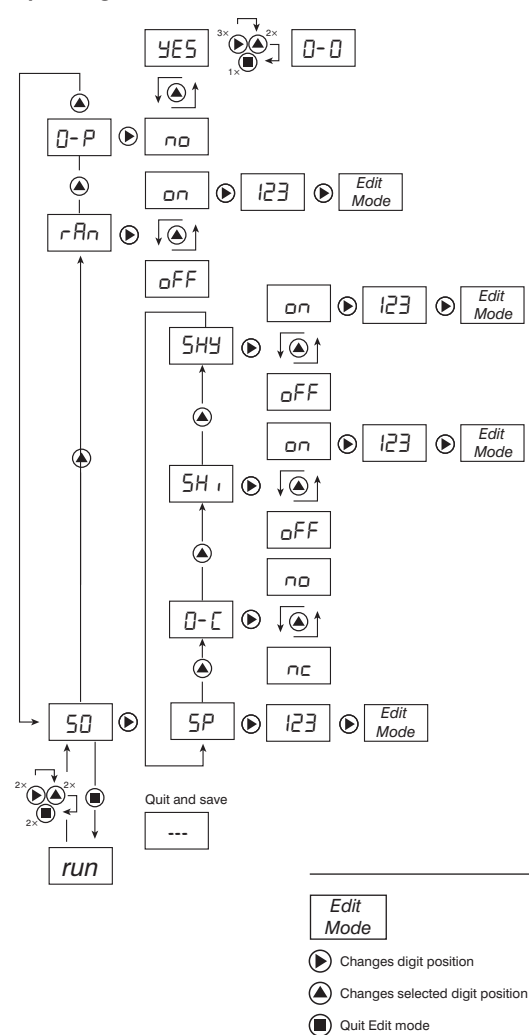 YES 3× 2× 1× 0-0
0-P no
on 123 Edit Mode
rAn
oFF
on 123 Edit Mode
SHY
oFF
on 123 Edit Mode
SHi
oFF
no
0-C
nc
SO SP 123 Edit Mode
2× 2× 2×
Quit and save
---
run
Edit Mode
Changes digit position
Changes selected digit position
Quit Edit mode